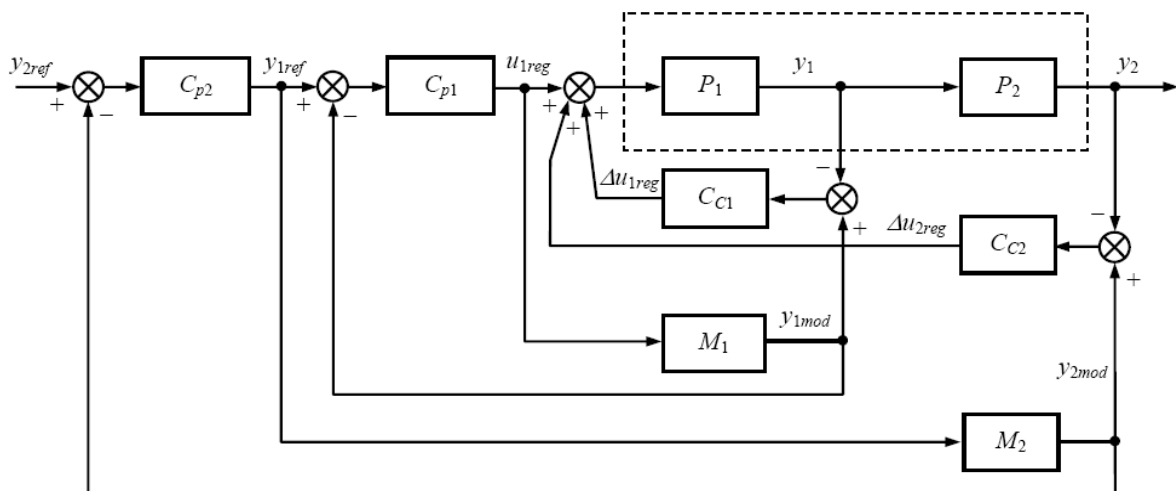 y2ref
+
−
Cp2
y1ref
+
−
Cp1
u1reg
+
+
+
P1
y1
P2
y2
−
Δu1reg
CC1
+
−
Δu2reg
CC2
+
M1
y1mod
y2mod
M2